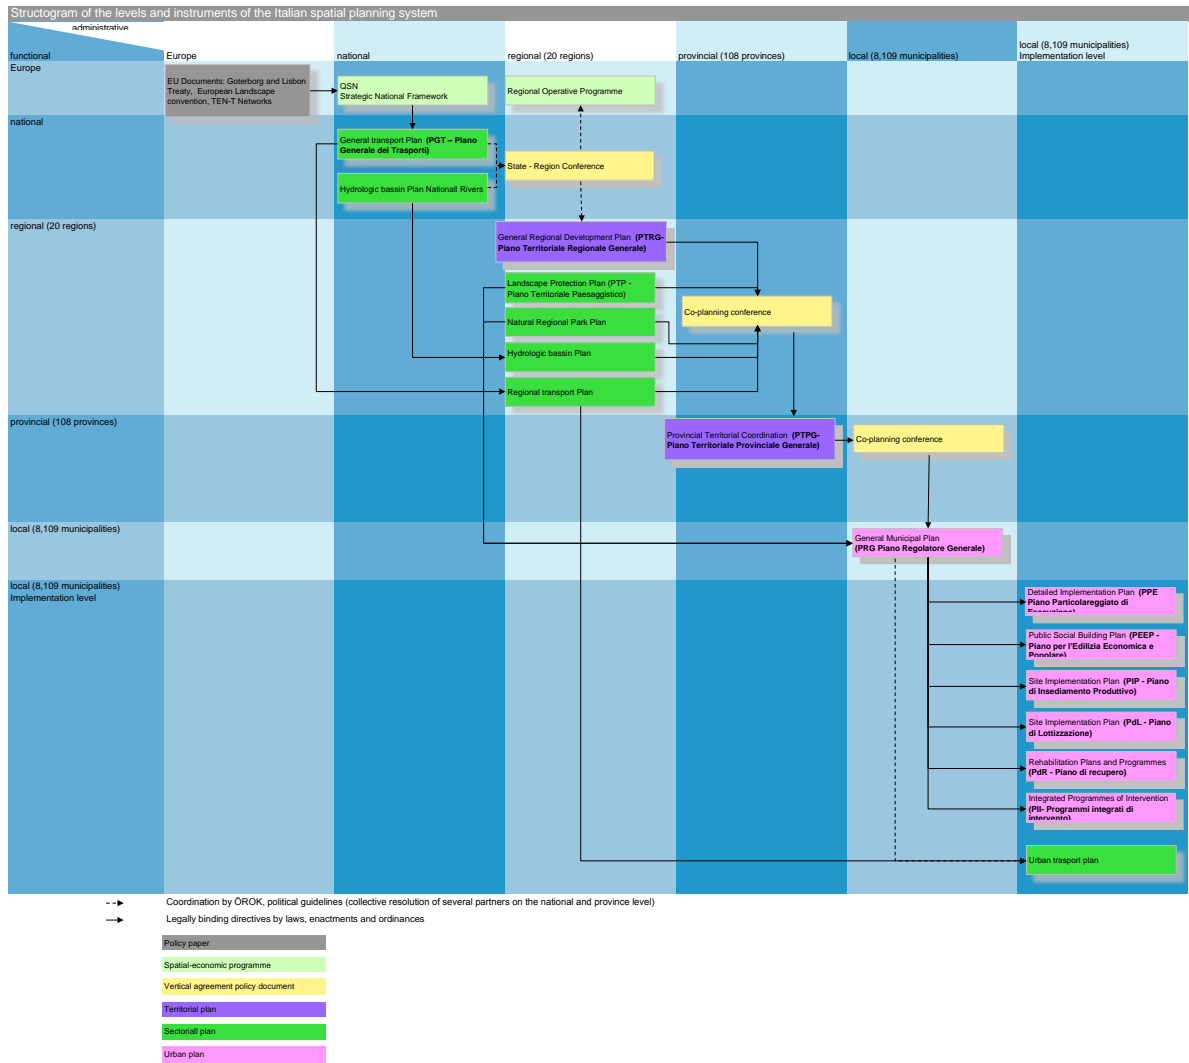 Structogram of the levels and instruments of the Italian spatial planning system
administrative
functional
Europe
national
regional (20 regions)
provincial (108 provinces)
local (8,109 municipalities)
local (8,109 municipalities)
Implementation level
Europe
EU Documents: Goterborg and Lisbon
Treaty, European Landscape
convention, TEN-T Networks
QSN
Strategic National Framework
Regional Operative Programme
national
General transport Plan (PGT – Piano
Generale dei Trasporti)
State - Region Conference
Hydrologic bassin Plan Nationall Rivers
regional (20 regions)
General Regional Development Plan (PTRG-
Piano Territoriale Regionale Generale)
Landscape Protection Plan (PTP -
Piano Territoriale Paesaggistico)
Co-planning conference
Natural Regional Park Plan
Hydrologic bassin Plan
Regional transport Plan
provincial (108 provinces)
Provincial Territorial Coordination (PTPG-
Piano Territoriale Provinciale Generale)
Co-planning conference
local (8,109 municipalities)
General Municipal Plan
(PRG Piano Regolatore Generale)
local (8,109 municipalities)
Implementation level
Detailed Implementation Plan (PPE
Piano Particolareggiato di
Esecuzione)
Public Social Building Plan (PEEP -
Piano per l'Edilizia Economica e
Popolare)
Site Implementation Plan (PIP - Piano
di Insediamento Produttivo)
Site Implementation Plan (PdL - Piano
di Lottizzazione)
Rehabilitation Plans and Programmes
(PdR - Piano di recupero)
Integrated Programmes of Intervention
(PII- Programmi integrati di
intervento)
Urban trasport plan
Coordination by ÖROK, political guidelines (collective resolution of several partners on the national and province level)
Legally binding directives by laws, enactments and ordinances
Policy paper
Spatial-economic programme
Vertical agreement policy document
Territorial plan
Sectoriall plan
Urban plan